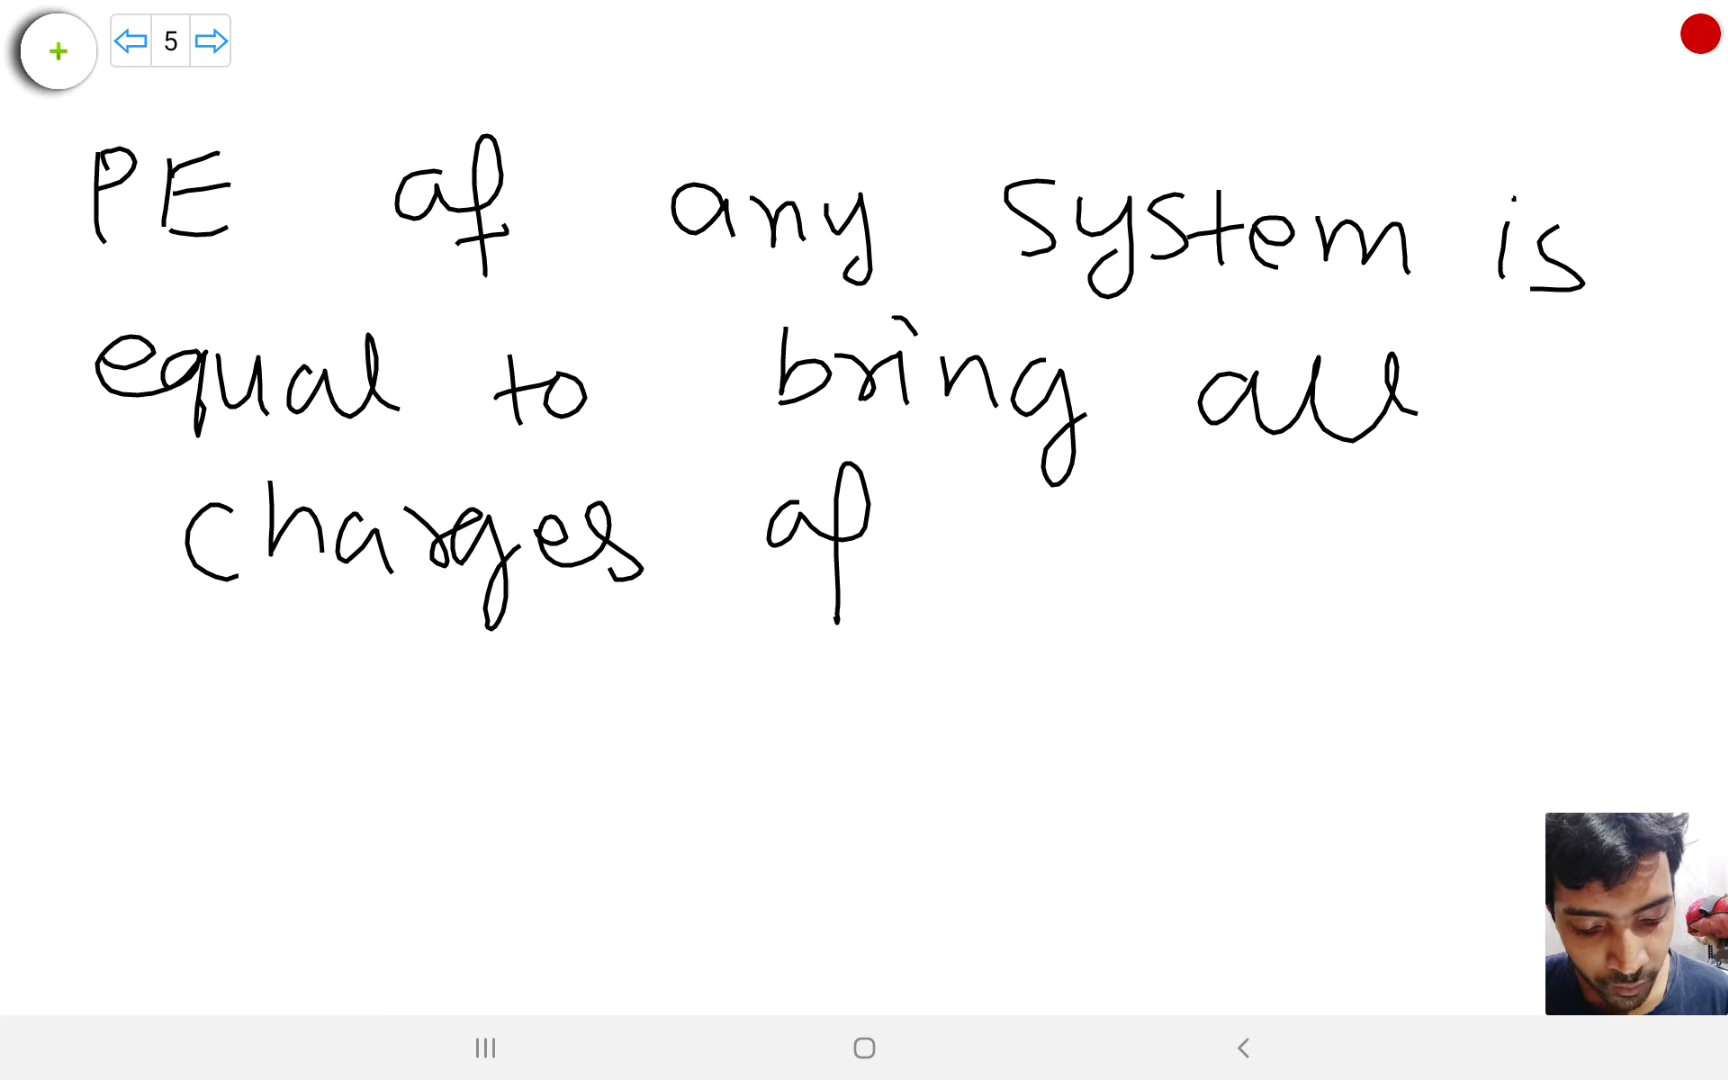 5
PE of any system is
equal to bring all
charges of